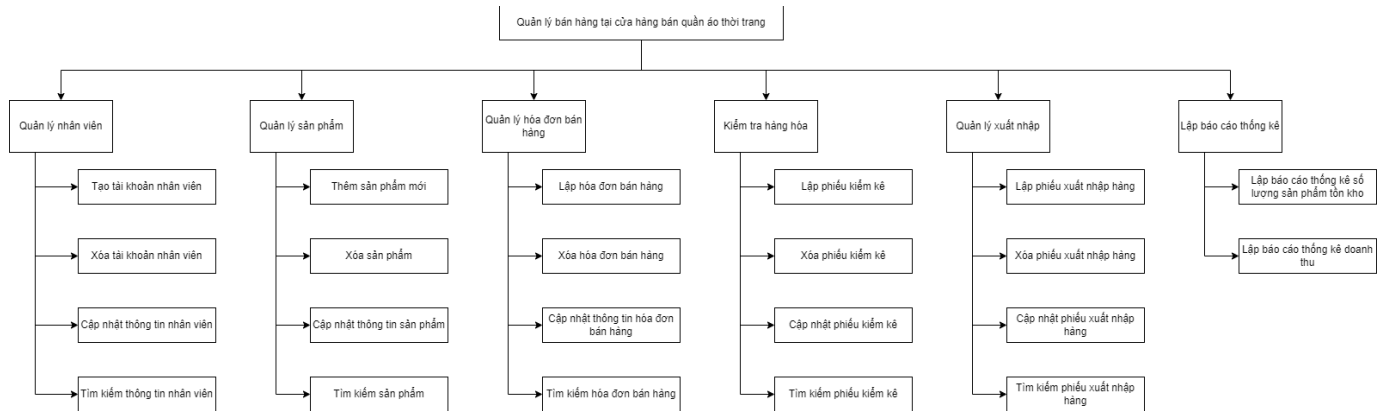 Quản lý bán hàng tại cửa hàng bán quần áo thời trang
Quản lý nhân viên
Quản lý sản phẩm
Quản lý hóa đơn bán
hàng
Kiểm tra hàng hóa
Quản lý xuất nhập
Lập báo cáo thống kê
Tạo tài khoản nhân viên
Thêm sản phẩm mới
Lập hóa đơn bán hàng
Lập phiếu kiểm kê
Lập phiếu xuất nhập hàng
Lập báo cáo thống kê số
lượng sản phẩm tồn kho
Xóa tài khoản nhân viên
Xóa sản phẩm
Xóa hóa đơn bán hàng
Xóa phiếu kiểm kê
Xóa phiếu xuất nhập hàng
Lập báo cáo thống kê doanh
thu
Cập nhật thông tin nhân viên
Cập nhật thông tin sản phẩm
Cập nhật thông tin hóa đơn
bán hàng
Cập nhật phiếu kiểm kê
Cập nhật phiếu xuất nhập
hàng
Tìm kiếm thông tin nhân viên
Tìm kiếm sản phẩm
Tìm kiếm hóa đơn bán hàng
Tìm kiếm phiếu kiểm kê
Tìm kiếm phiếu xuất nhập
hàng